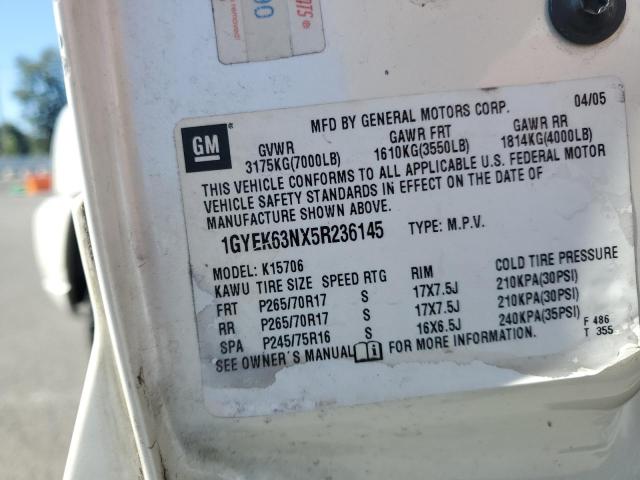 OTS
90
MFD BY GENERAL MOTORS CORP. 04/05
GM
GVWR GAWR FRT GAWR RR
3175KG(7000LB) 1610KG(3550LB) 1814KG(4000LB)
THIS VEHICLE CONFORMS TO ALL APPLICABLE U.S. FEDERAL MOTOR
VEHICLE SAFETY STANDARDS IN EFFECT ON THE DATE OF
MANUFACTURE SHOWN ABOVE.
1GYEK63NX5R236145 TYPE: M.P.V.
MODEL: K15706
KAWU TIRE SIZE SPEED RTG RIM COLD TIRE PRESSURE
FRT P265/70R17 S 17X7.5J 210KPA(30PSI)
RR P265/70R17 S 17X7.5J 210KPA(30PSI)
SPA P245/75R16 S 16X6.5J 240KPA(35PSI)
SEE OWNER'S MANUAL FOR MORE INFORMATION.
F 486
T 355